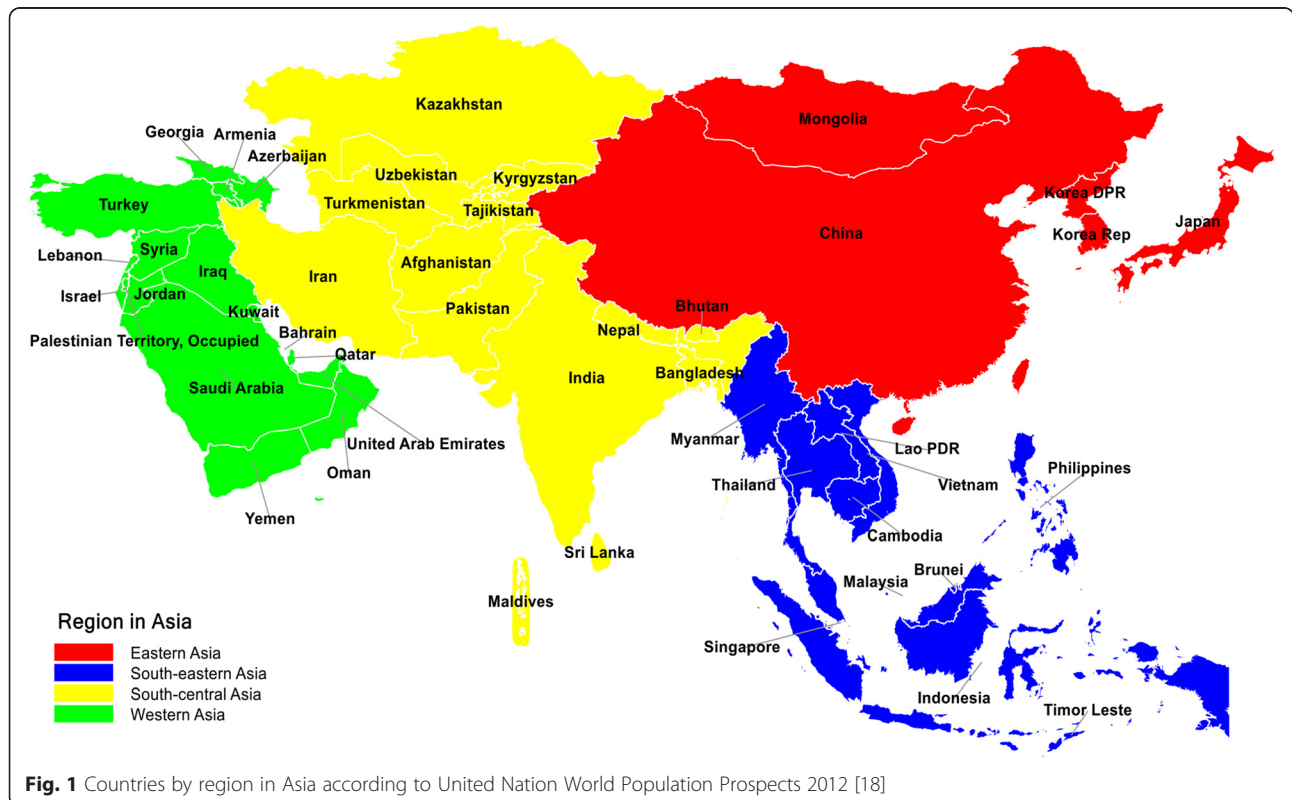 Kazakhstan
Mongolia
Georgia
Armenia
Azerbaijan
Uzbekistan
Kyrgyzstan
Turkey
Turkmenistan
Tajikistan
Korea DPR
Japan
China
Korea Rep
Lebanon
Syria
Iraq
Iran
Afghanistan
Israel
Jordan
Kuwait
Pakistan
Bhutan
Nepal
Palestinian Territory, Occupied
Bahrain
Qatar
Bangladesh
India
Saudi Arabia
United Arab Emirates
Myanmar
Lao PDR
Oman
Thailand
Vietnam
Philippines
Yemen
Cambodia
Sri Lanka
Brunei
Malaysia
Maldives
Singapore
Indonesia
Timor Leste
Region in Asia
Eastern Asia
South-eastern Asia
South-central Asia
Western Asia
Fig. 1 Countries by region in Asia according to United Nation World Population Prospects 2012 [18]